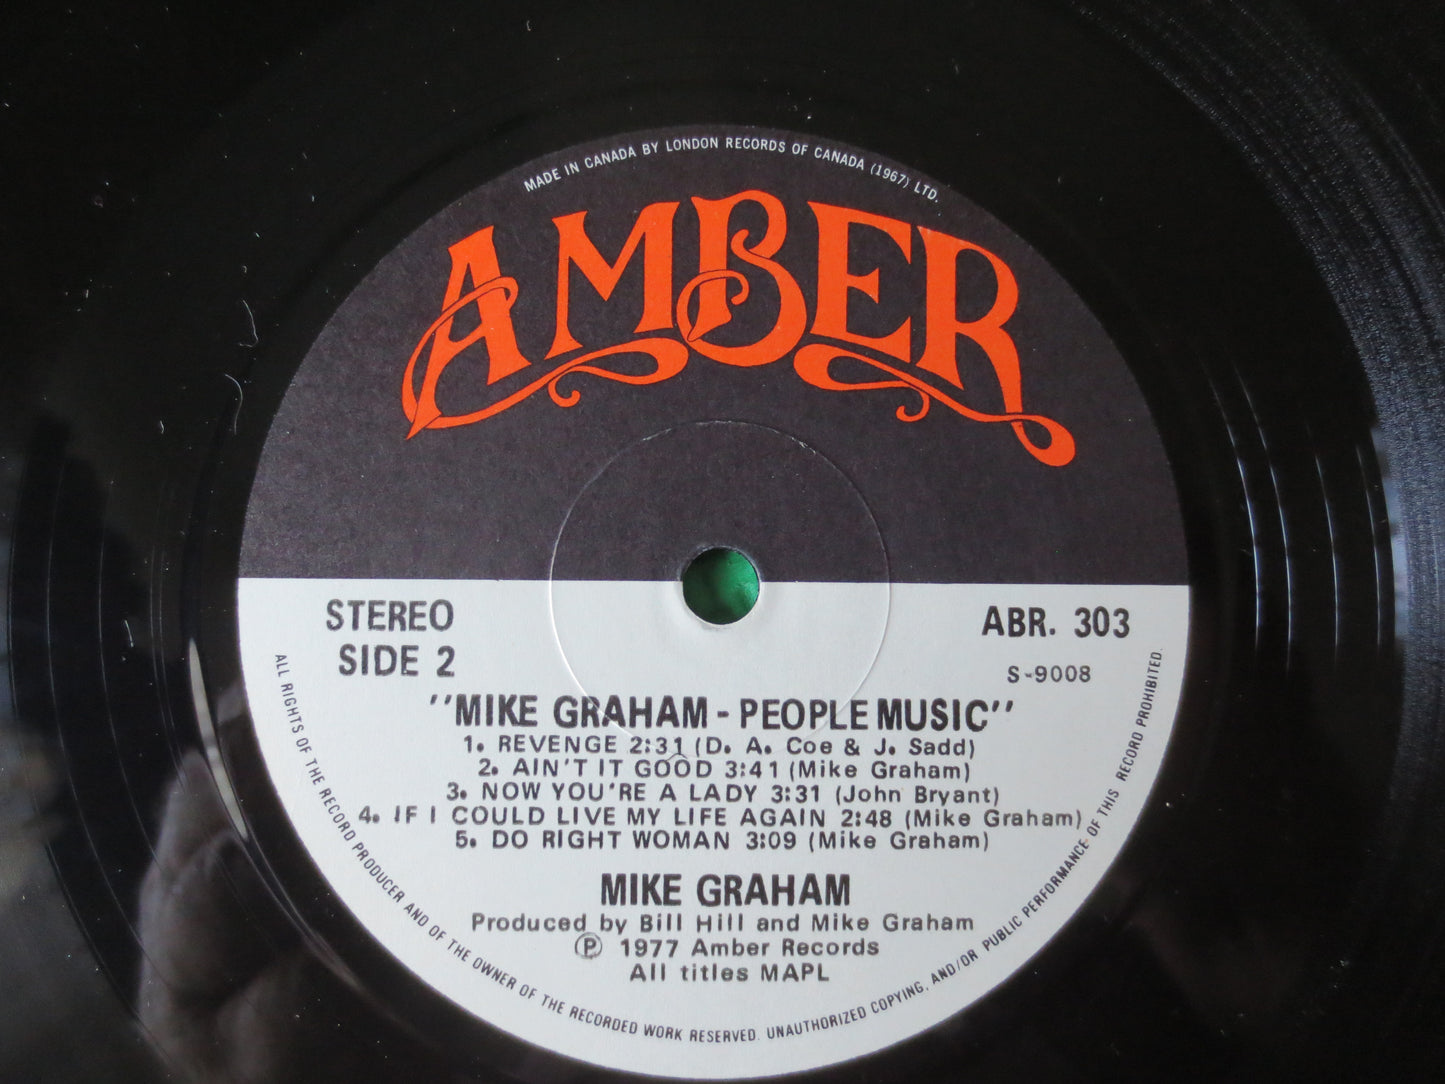 MADE IN CANADA BY LONDON RECORDS OF CANADA (1967) LTD.
AMBER
STEREO
SIDE 2
ABR. 303
S-9008
"MIKE GRAHAM - PEOPLE MUSIC"
1. REVENGE 2:31 (D. A. Coe & J. Sadd)
2. AIN'T IT GOOD 3:41 (Mike Graham)
3. NOW YOU'RE A LADY 3:31 (John Bryant)
4. IF I COULD LIVE MY LIFE AGAIN 2:48 (Mike Graham)
5. DO RIGHT WOMAN 3:09 (Mike Graham)
MIKE GRAHAM
Produced by Bill Hill and Mike Graham
Ⓟ 1977 Amber Records
All titles MAPL
ALL RIGHTS OF THE RECORD PRODUCER AND OF THE OWNER OF THE RECORDED WORK RESERVED. UNAUTHORIZED COPYING, AND/OR PUBLIC PERFORMANCE OF THIS RECORD PROHIBITED.